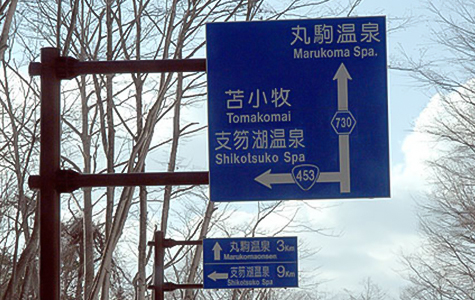 丸駒温泉
Marukoma Spa.
730
苫小牧
Tomakomai
支笏湖温泉
Shikotsuko Spa
453
丸駒温泉 3Km
Marukomaonsen
支笏湖温泉 9Km
Shikotsuko Spa